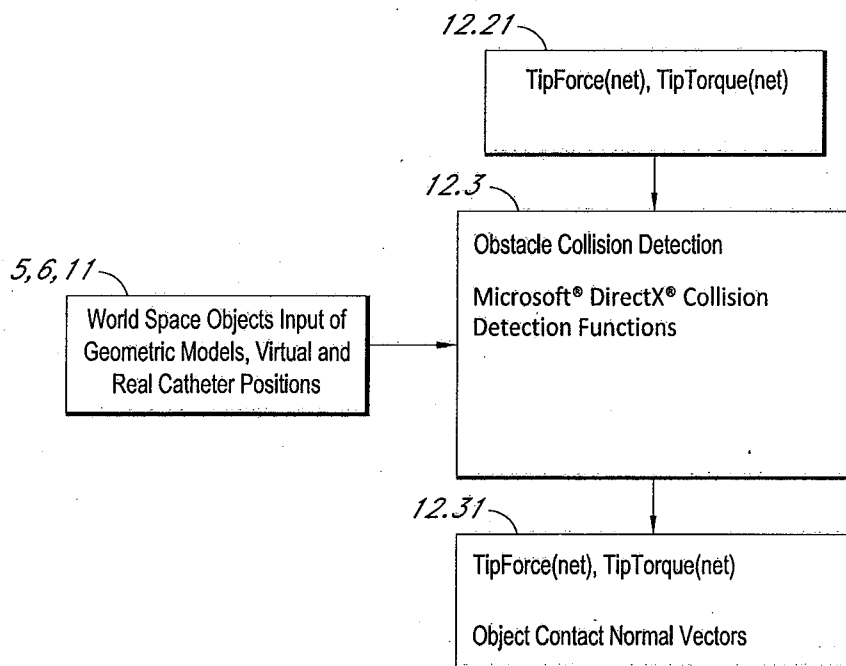 12.21
TipForce(net), TipTorque(net)
12.3
Obstacle Collision Detection
Microsoft® DirectX® Collision
Detection Functions
5,6,11
World Space Objects Input of
Geometric Models, Virtual and
Real Catheter Positions
12.31
TipForce(net), TipTorque(net)
Object Contact Normal Vectors